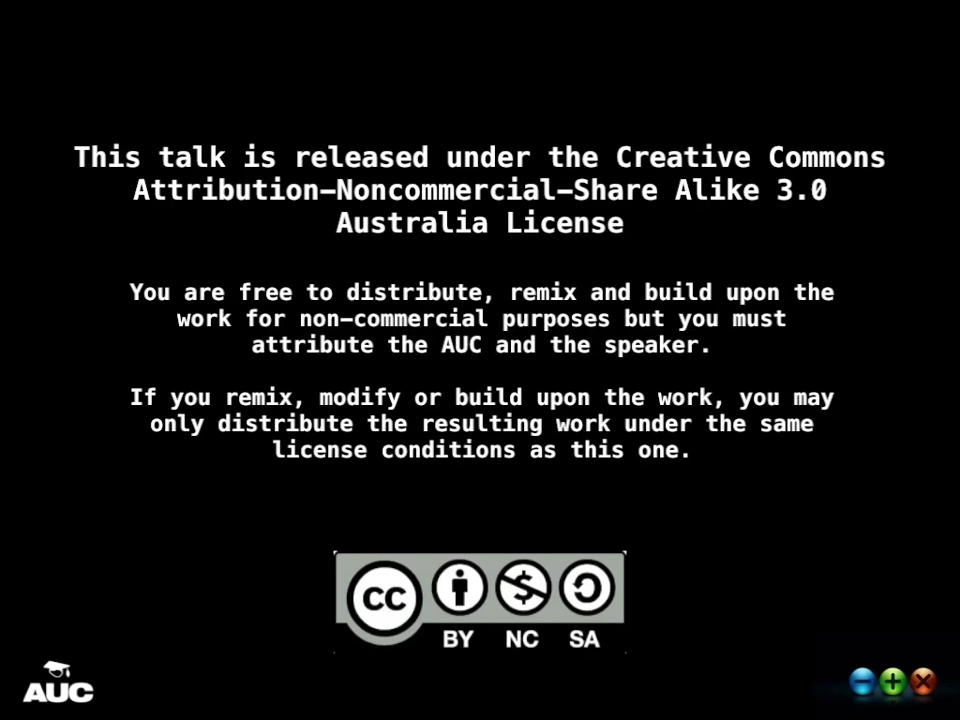 This talk is released under the Creative Commons
Attribution-Noncommercial-Share Alike 3.0
Australia License
You are free to distribute, remix and build upon the
work for non-commercial purposes but you must
attribute the AUC and the speaker.
If you remix, modify or build upon the work, you may
only distribute the resulting work under the same
license conditions as this one.
CC
BY NC SA
AUC